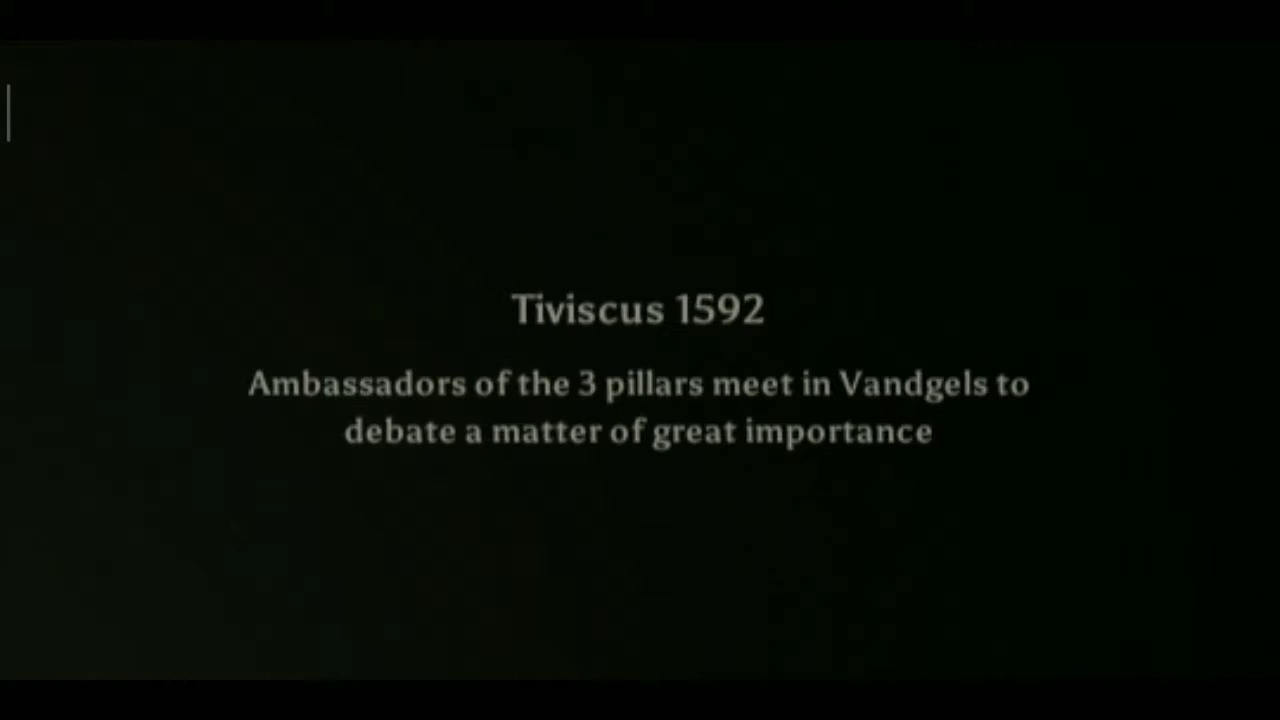 Tiviscus 1592
Ambassadors of the 3 pillars meet in Vandgels to
debate a matter of great importance